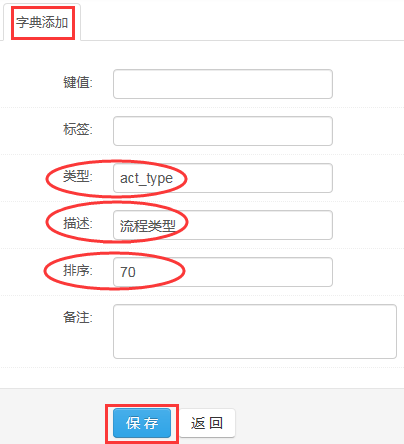 字典添加
键值:
标签:
类型: act_type
描述: 流程类型
排序: 70
备注:
保 存 返 回